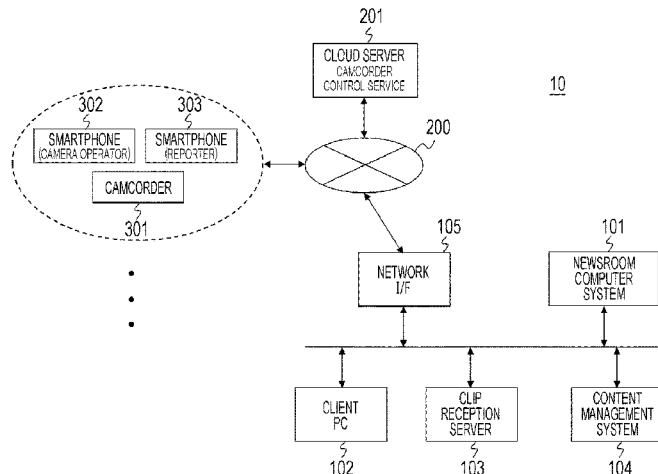 201
CLOUD SERVER
CAMCORDER
CONTROL SERVICE
10
302
303
SMARTPHONE
(CAMERA OPERATOR)
SMARTPHONE
(REPORTER)
CAMCORDER
301
200
105
NETWORK
I/F
101
NEWSROOM
COMPUTER
SYSTEM
CLIENT
PC
102
CLIP
RECEPTION
SERVER
103
CONTENT
MANAGEMENT
SYSTEM
104